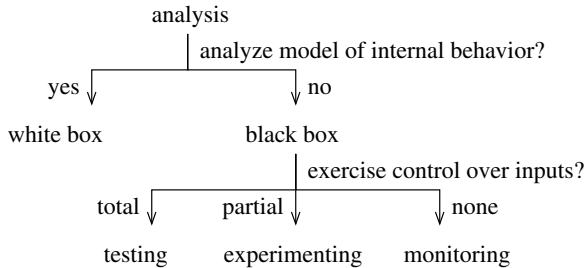 analysis
analyze model of internal behavior?
yes no
white box black box
exercise control over inputs?
total partial none
testing experimenting monitoring